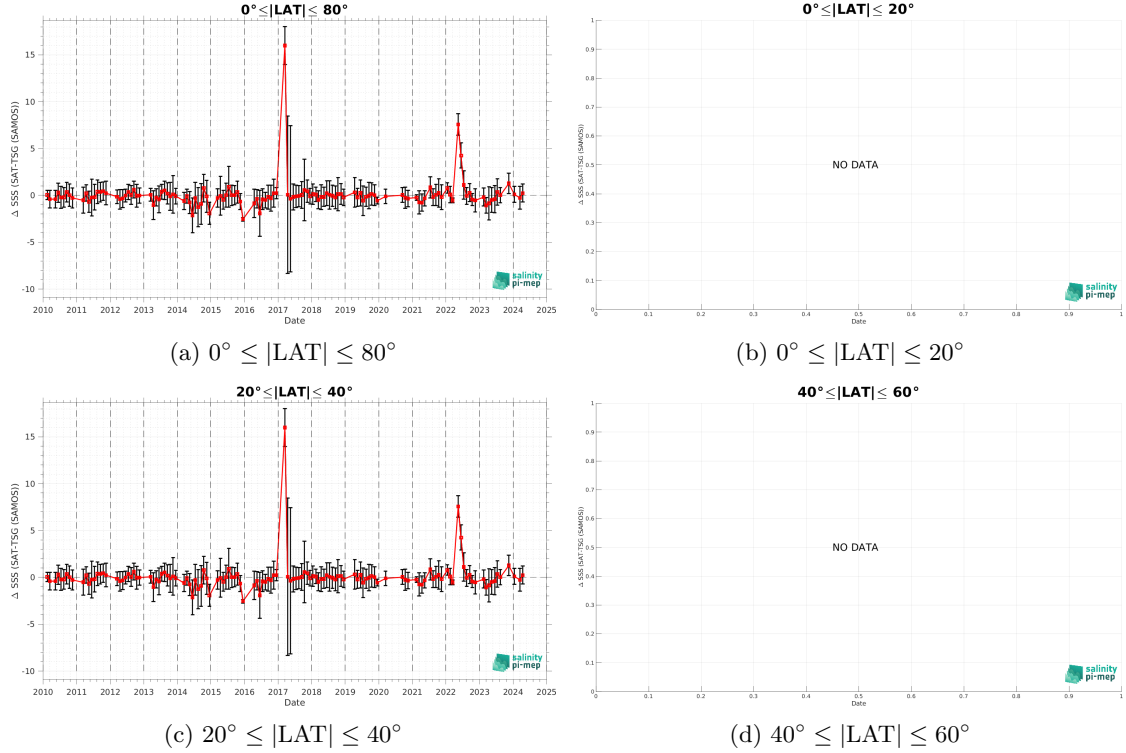 0°≤|LAT|≤ 80°
Δ SSS (SAT-TSG (SAMOS))
15
10
5
0
-5
-10
2010 2011 2012 2013 2014 2015 2016 2017 2018 2019 2020 2021 2022 2023 2024 2025
Date
salinity
pi-mep
(a) 0° ≤ |LAT| ≤ 80°
0°≤|LAT|≤ 20°
Δ SSS (SAT-TSG (SAMOS))
1
0.9
0.8
0.7
0.6
0.5
0.4
0.3
0.2
0.1
0
NO DATA
0 0.1 0.2 0.3 0.4 0.5 0.6 0.7 0.8 0.9 1
Date
salinity
pi-mep
(b) 0° ≤ |LAT| ≤ 20°
20°≤|LAT|≤ 40°
Δ SSS (SAT-TSG (SAMOS))
15
10
5
0
-5
-10
2010 2011 2012 2013 2014 2015 2016 2017 2018 2019 2020 2021 2022 2023 2024 2025
Date
salinity
pi-mep
(c) 20° ≤ |LAT| ≤ 40°
40°≤|LAT|≤ 60°
Δ SSS (SAT-TSG (SAMOS))
1
0.9
0.8
0.7
0.6
0.5
0.4
0.3
0.2
0.1
0
NO DATA
0 0.1 0.2 0.3 0.4 0.5 0.6 0.7 0.8 0.9 1
Date
salinity
pi-mep
(d) 40° ≤ |LAT| ≤ 60°